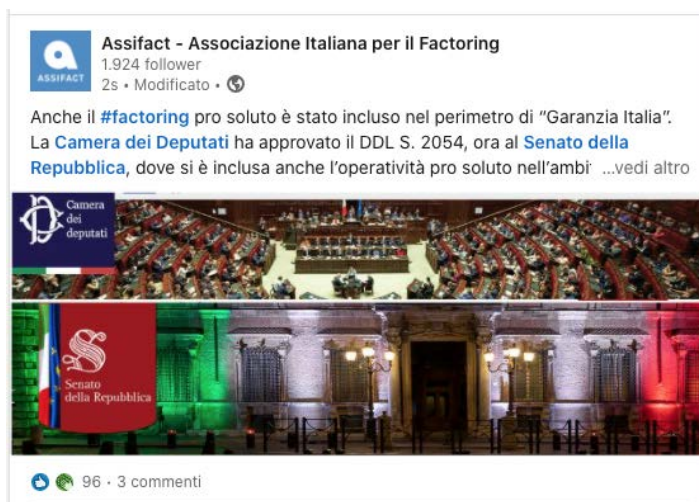 Assifact - Associazione Italiana per il Factoring
ASSIFACT
1.924 follower
2s • Modificato •
Anche il #factoring pro soluto è stato incluso nel perimetro di “Garanzia Italia”.
La Camera dei Deputati ha approvato il DDL S. 2054, ora al Senato della
Repubblica, dove si è inclusa anche l’operatività pro soluto nell’ambi ...vedi altro
Camera
dei
deputati
Senato
della Repubblica
96 · 3 commenti